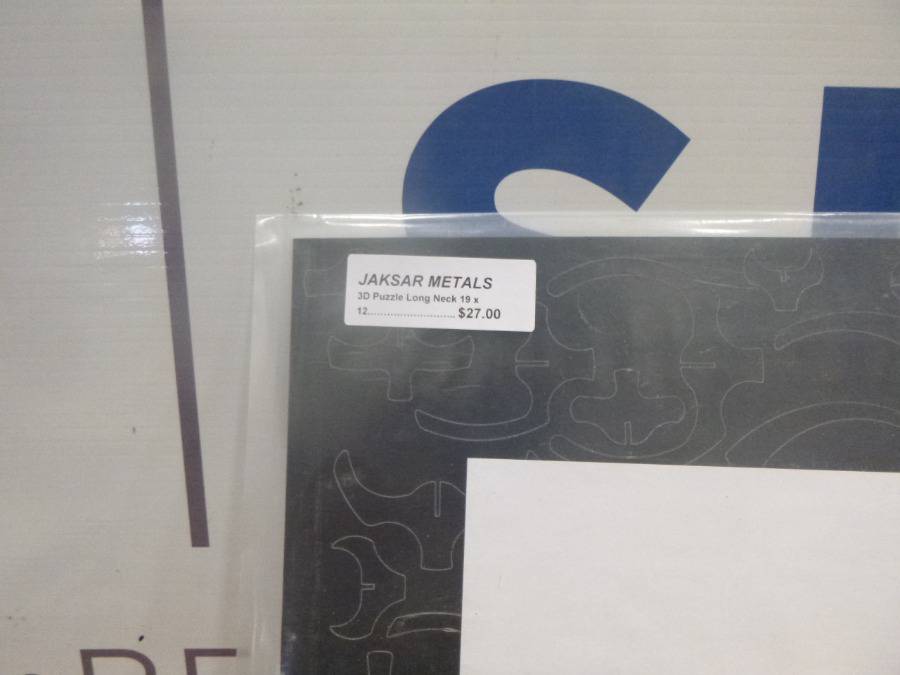 S
JAKSAR METALS
3D Puzzle Long Neck 19 x
12.......................... $27.00